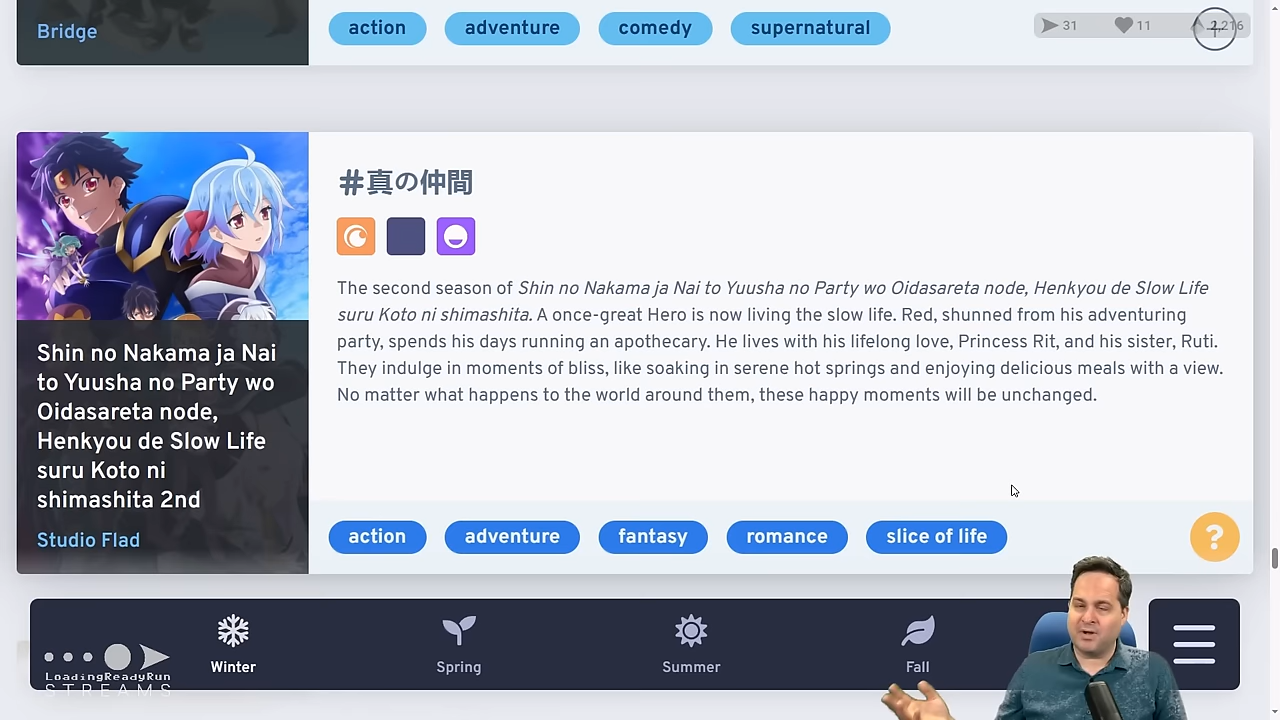 Bridge
action adventure comedy supernatural
31 11 2,216
#真の仲間
The second season of Shin no Nakama ja Nai to Yuusha no Party wo Oidasareta node, Henkyou de Slow Life
suru Koto ni shimashita. A once-great Hero is now living the slow life. Red, shunned from his adventuring
party, spends his days running an apothecary. He lives with his lifelong love, Princess Rit, and his sister, Ruti.
They indulge in moments of bliss, like soaking in serene hot springs and enjoying delicious meals with a view.
No matter what happens to the world around them, these happy moments will be unchanged.
Shin no Nakama ja Nai
to Yuusha no Party wo
Oidasareta node,
Henkyou de Slow Life
suru Koto ni
shimashita 2nd
Studio Flad
action adventure fantasy romance slice of life
?
Winter Spring Summer Fall
LoadingReadyRun
STREAMS